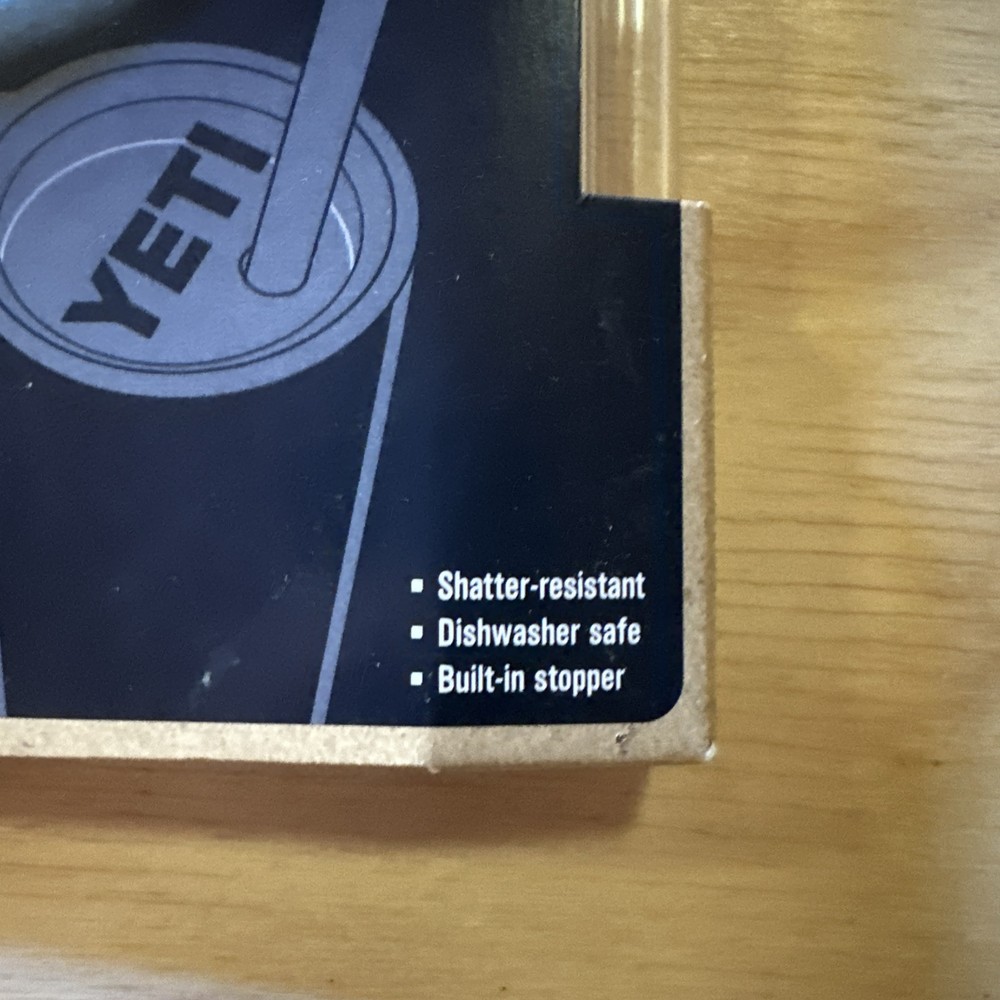 YETI
▪ Shatter-resistant
▪ Dishwasher safe
▪ Built-in stopper